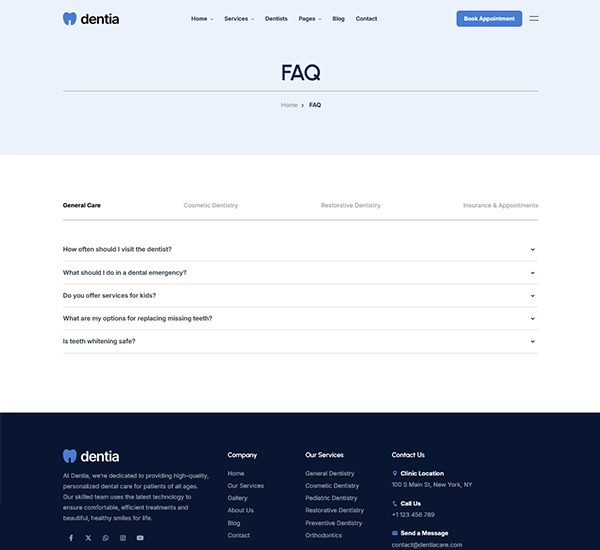 dentia
Home Services Dentists Pages Blog Contact
Book Appointment
FAQ
Home > FAQ
General Care Cosmetic Dentistry Restorative Dentistry Insurance & Appointments
How often should I visit the dentist?
What should I do in a dental emergency?
Do you offer services for kids?
What are my options for replacing missing teeth?
Is teeth whitening safe?
dentia
At Dentia, we're dedicated to providing high-quality,
personalized dental care for patients of all ages.
Our skilled team uses the latest technology to
ensure comfortable, efficient treatments and
beautiful, healthy smiles for life.
Company
Home
Our Services
Gallery
About Us
Blog
Contact
Our Services
General Dentistry
Cosmetic Dentistry
Pediatric Dentistry
Restorative Dentistry
Preventive Dentistry
Orthodontics
Contact Us
Clinic Location
100 S Main St, New York, NY
Call Us
+1 123 456 789
Send a Message
contact@dentiacare.com